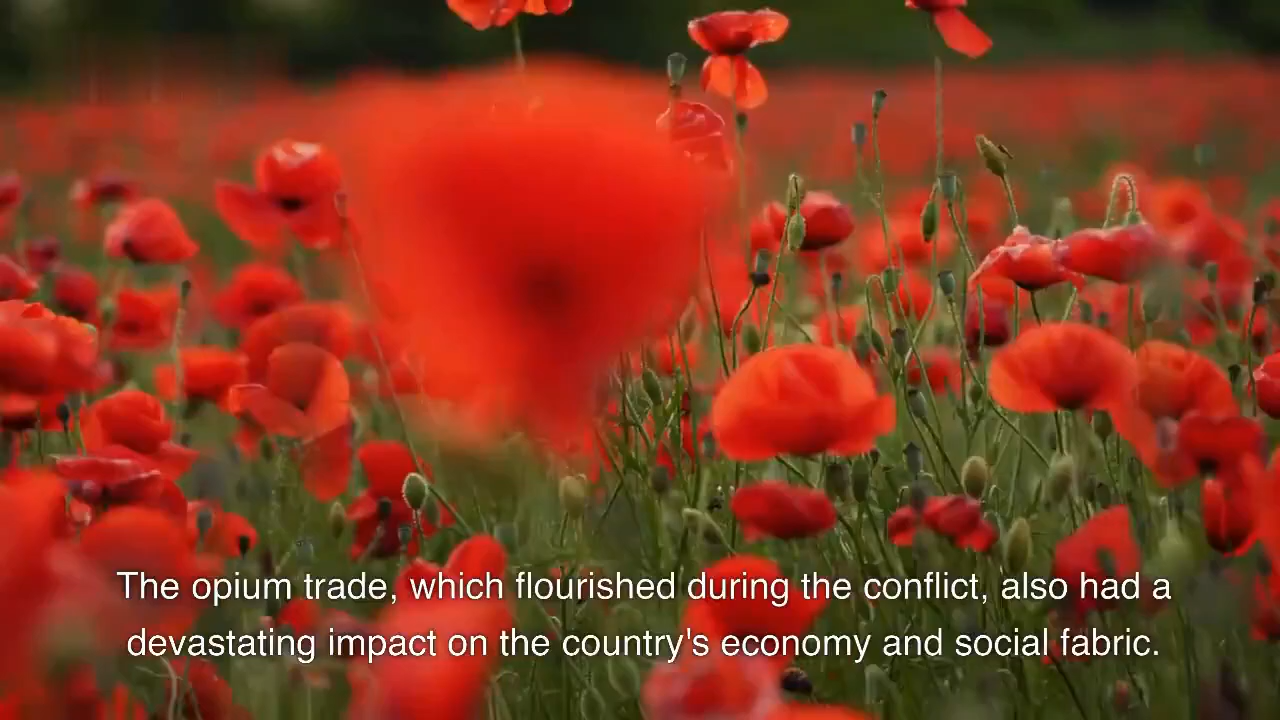 The opium trade, which flourished during the conflict, also had a
devastating impact on the country's economy and social fabric.